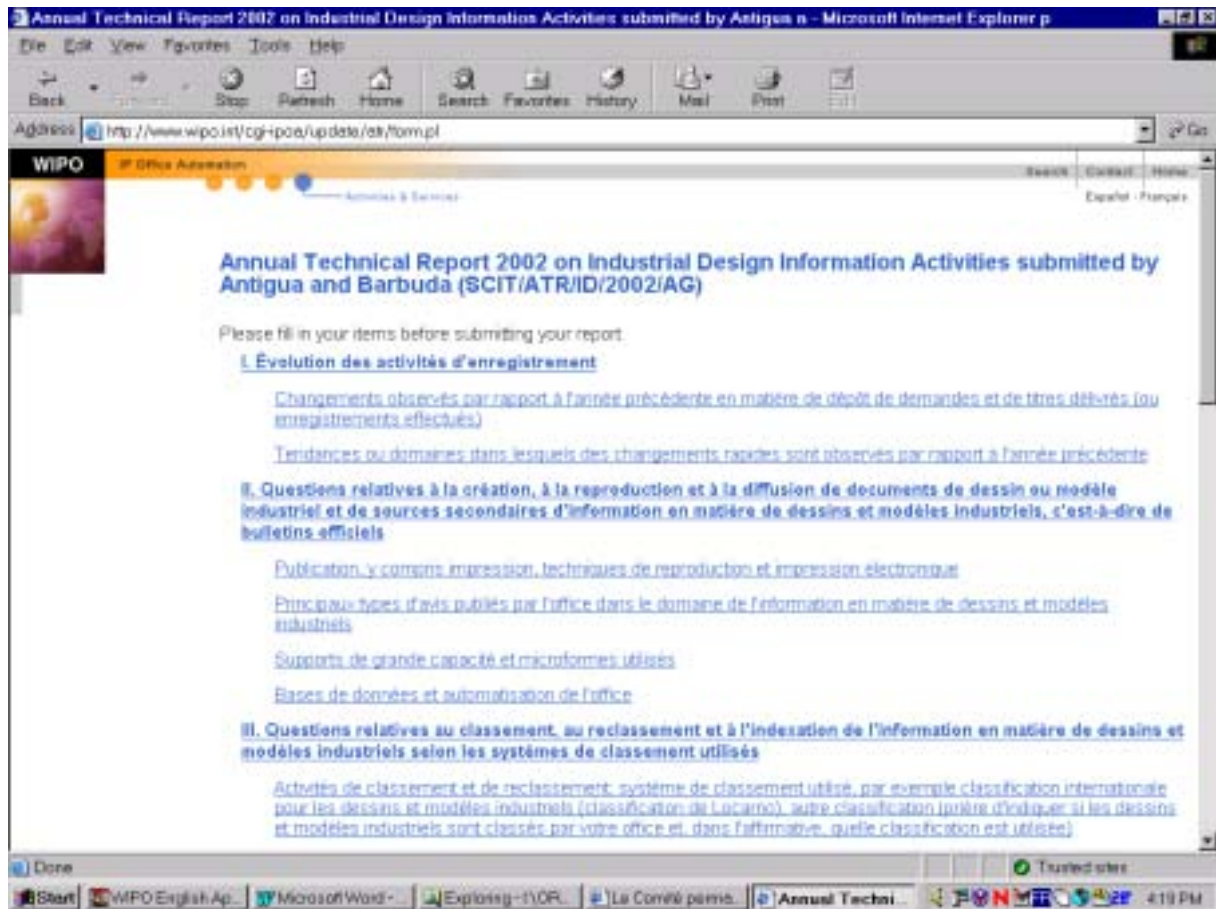 Annual Technical Report 2002 on Industrial Design Information Activities submitted by Antigua n - Microsoft Internet Explorer p
File Edit View Favorites Tools Help
Back Forward Stop Refresh Home Search Favorites History Mail Print Edit
Address http://www.wipo.int/cgi-ipoa/update/atr/form.pl Go
WIPO IP Office Automation
Search Contact Home
Activities & Services
Español - Français
Annual Technical Report 2002 on Industrial Design Information Activities submitted by
Antigua and Barbuda (SCIT/ATR/ID/2002/AG)
Please fill in your items before submitting your report
I. Évolution des activités d'enregistrement
Changements observés par rapport à l'année précédente en matière de dépôt de demandes et de titres délivrés (ou
enregistrements effectués)
Tendances ou domaines dans lesquels des changements rapides sont observés par rapport à l'année précédente
II. Questions relatives à la création, à la reproduction et à la diffusion de documents de dessin ou modèle
industriel et de sources secondaires d'information en matière de dessins et modèles industriels, c'est-à-dire de
bulletins officiels
Publication, y compris impression, techniques de reproduction et impression électronique
Principaux types d'avis publiés par l'office dans le domaine de l'information en matière de dessins et modèles
industriels
Supports de grande capacité et microformes utilisés
Bases de données et automatisation de l'office
III. Questions relatives au classement, au reclassement et à l'indexation de l'information en matière de dessins et
modèles industriels selon les systèmes de classement utilisés
Activités de classement et de reclassement, système de classement utilisé, par exemple classification internationale
pour les dessins et modèles industriels (classification de Locarno), autre classification (prière d'indiquer si les dessins
et modèles industriels sont classés par votre office et, dans l'affirmative, quelle classification est utilisée)
Done Trusted sites
Start WIPO English Ap... Microsoft Word - ... Exploring - I:\OR... Le Comité perma... Annual Techni... 4:19 PM